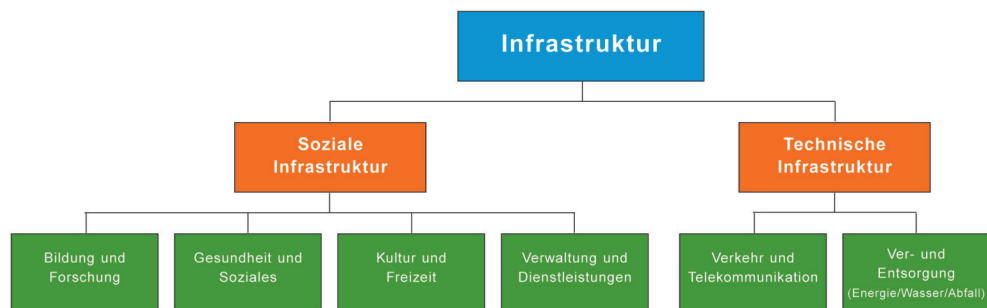 Infrastruktur
Soziale
Infrastruktur
Technische
Infrastruktur
Bildung und
Forschung
Gesundheit und
Soziales
Kultur und
Freizeit
Verwaltung und
Dienstleistungen
Verkehr und
Telekommunikation
Ver- und
Entsorgung
(Energie/Wasser/Abfall)